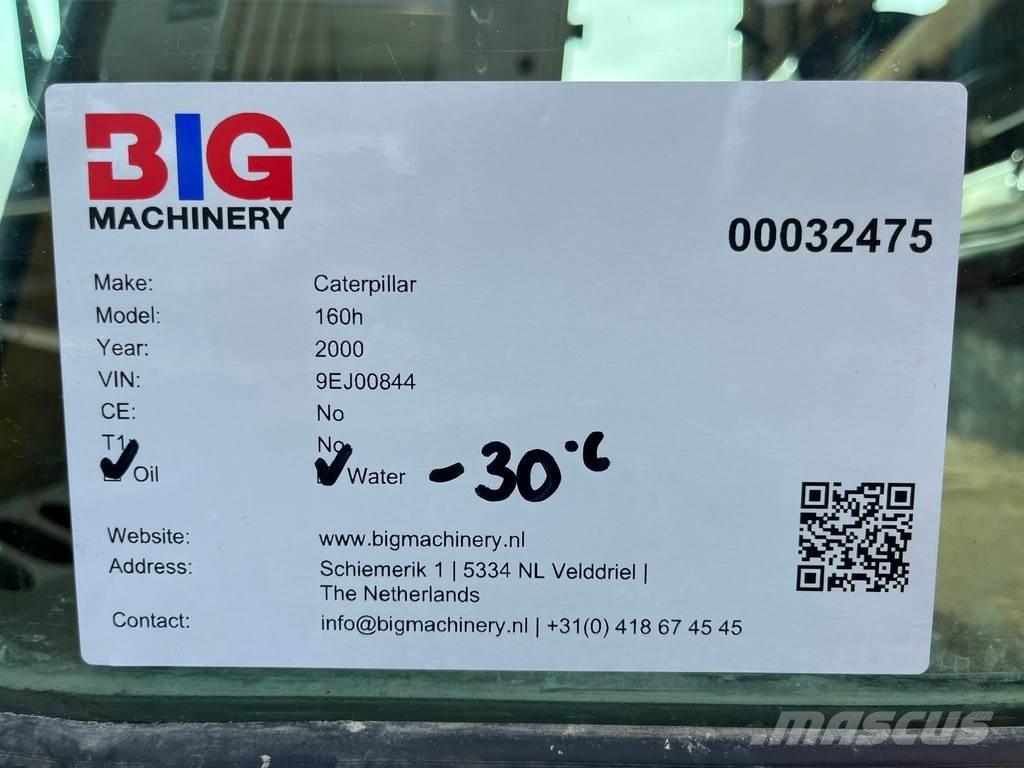 BIG
MACHINERY
00032475
Make: Caterpillar
Model: 160h
Year: 2000
VIN: 9EJ00844
CE: No
T1: No
✔ Oil ✔ Water -30°C
Website: www.bigmachinery.nl
Address: Schiemerik 1 | 5334 NL Velddriel |
The Netherlands
Contact: info@bigmachinery.nl | +31(0) 418 67 45 45
MASCUS